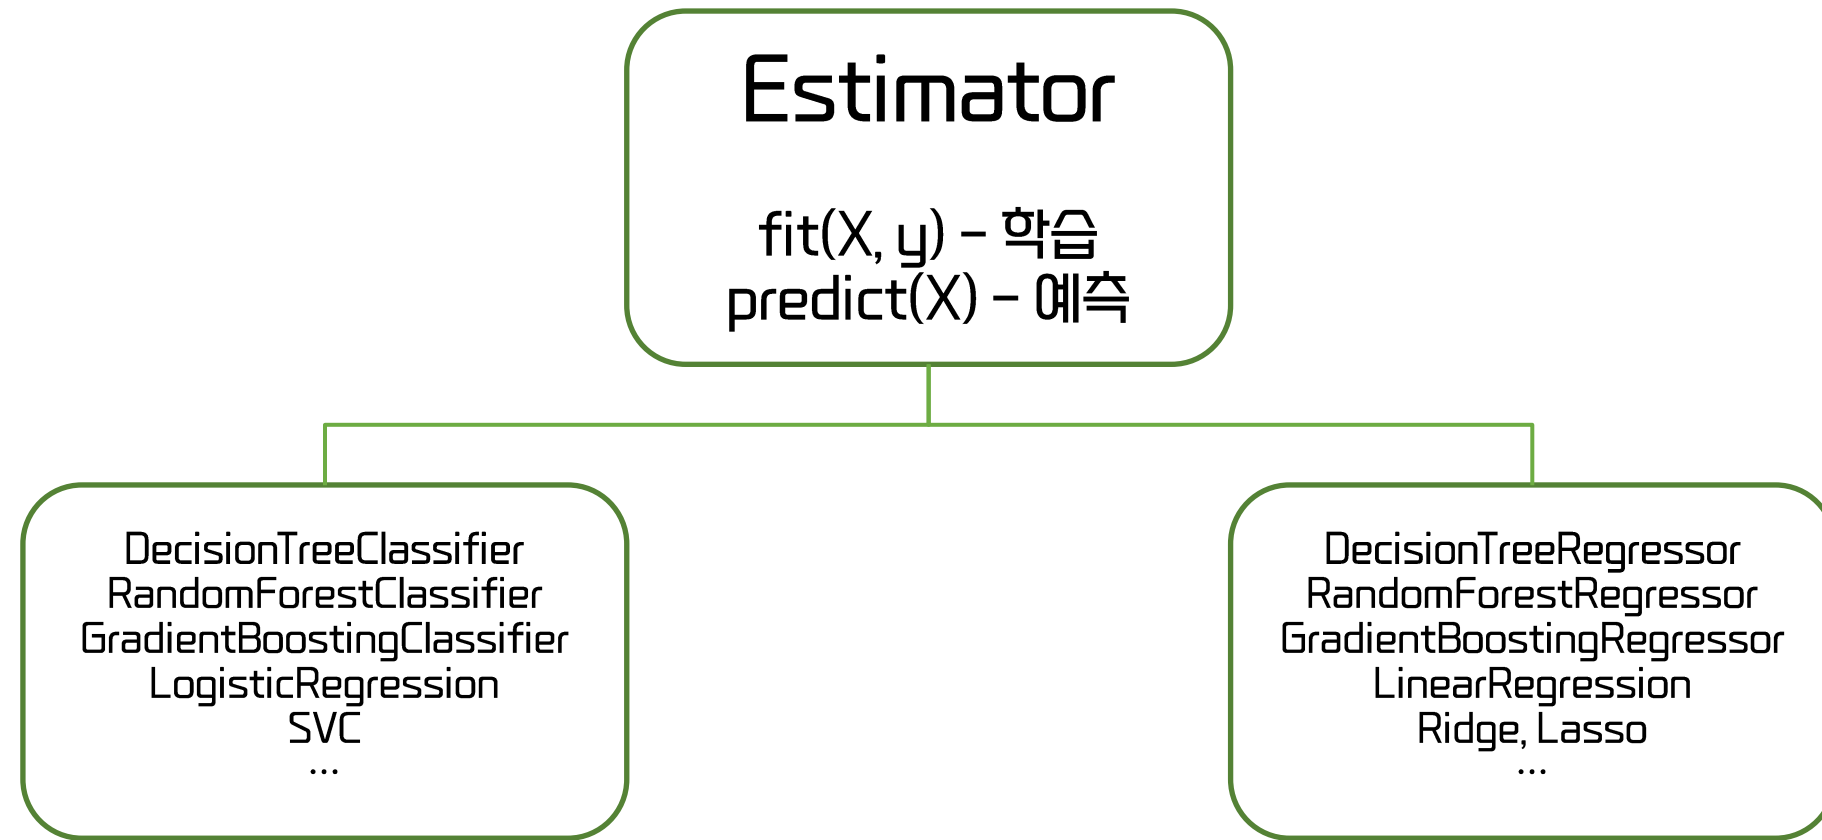 Estimator
fit(X, y) – 학습
predict(X) – 예측
DecisionTreeClassifier
RandomForestClassifier
GradientBoostingClassifier
LogisticRegression
SVC
...
DecisionTreeRegressor
RandomForestRegressor
GradientBoostingRegressor
LinearRegression
Ridge, Lasso
...